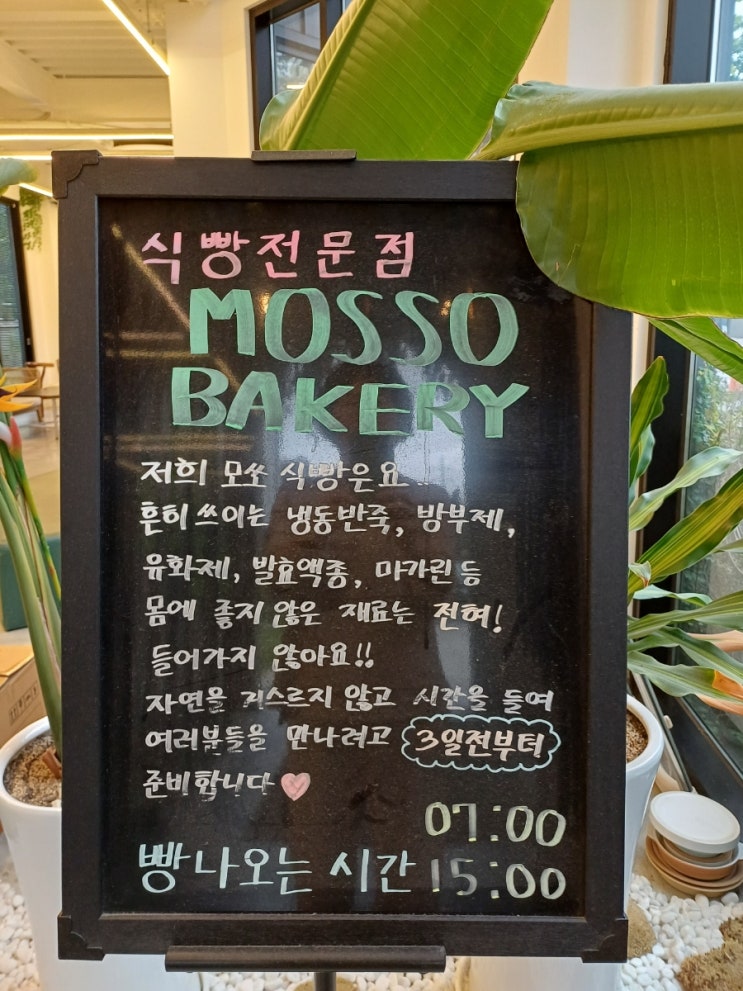 식빵전문점
MOSSO
BAKERY
저희 모쏘 식빵은요..
흔히 쓰이는 냉동반죽, 방부제,
유화제, 발효액종, 마가린 등
몸에 좋지 않은 재료는 전혀!
들어가지 않아요!!
자연을 거스르지 않고 시간을 들여
여러분들을 만나려고 3일전부터
준비합니다
07:00
빵 나오는 시간 15:00